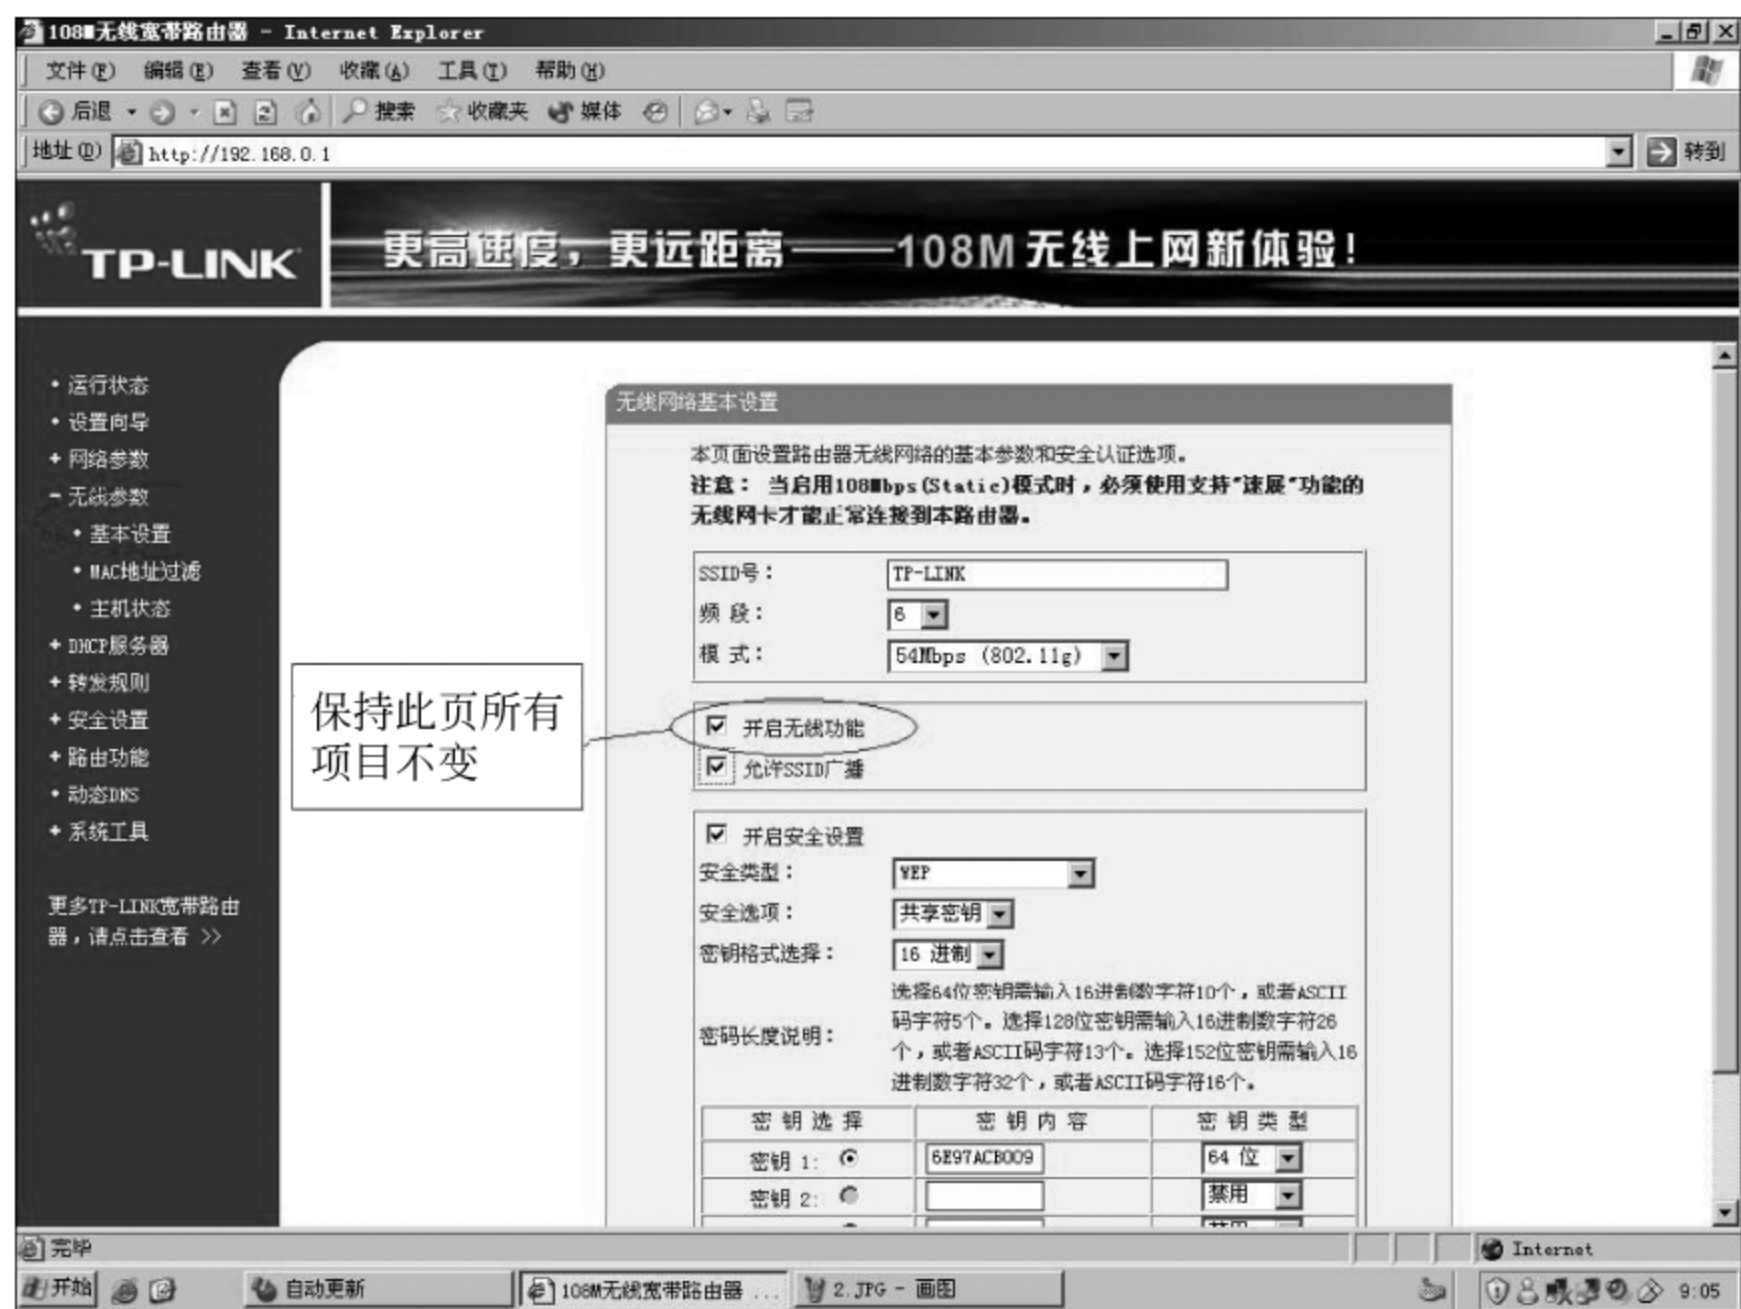 108M无线宽带路由器 - Internet Explorer
文件(F) 编辑(E) 查看(V) 收藏(A) 工具(T) 帮助(H)
后退 搜索 收藏夹 媒体
地址(D) http://192.168.0.1 转到
TP-LINK 更高速度，更远距离——108M 无线上网新体验！
• 运行状态
• 设置向导
+ 网络参数
- 无线参数
• 基本设置
• MAC地址过滤
• 主机状态
+ DHCP服务器
+ 转发规则
+ 安全设置
+ 路由功能
• 动态DNS
+ 系统工具
更多TP-LINK宽带路由
器，请点击查看 >>
保持此页所有
项目不变
无线网络基本设置
本页面设置路由器无线网络的基本参数和安全认证选项。
注意： 当启用108Mbps(Static)模式时，必须使用支持"速展"功能的
无线网卡才能正常连接到本路由器。
SSID号： TP-LINK
频 段： 6
模 式： 54Mbps (802.11g)
开启无线功能
允许SSID广播
开启安全设置
安全类型： WEP
安全选项： 共享密钥
密钥格式选择： 16 进制
密码长度说明：
选择64位密钥需输入16进制数字符10个，或者ASCII
码字符5个。选择128位密钥需输入16进制数字符26
个，或者ASCII码字符13个。选择152位密钥需输入16
进制数字符32个，或者ASCII码字符16个。
密 钥 选 择 密 钥 内 容 密 钥 类 型
密钥 1: 6E97ACB009 64 位
密钥 2: 禁用
完毕 Internet
开始 自动更新 108M无线宽带路由器 ... 2.JPG - 画图 9:05